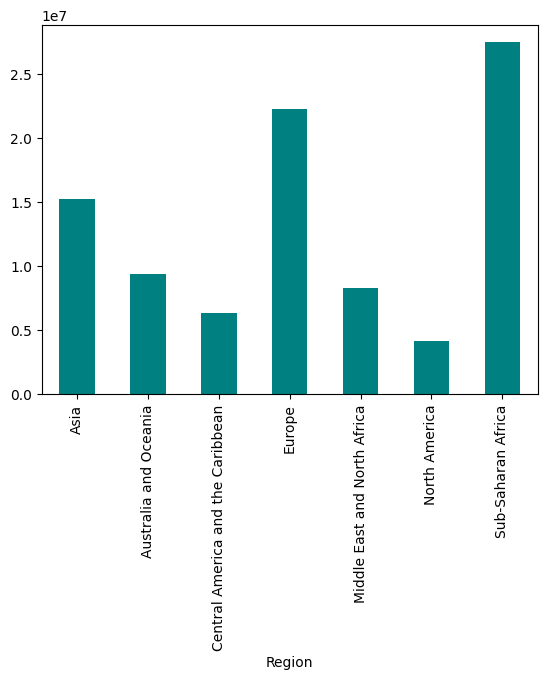 1e7
2.5
2.0
1.5
1.0
0.5
0.0
Asia
Australia and Oceania
Central America and the Caribbean
Europe
Middle East and North Africa
North America
Sub-Saharan Africa
Region